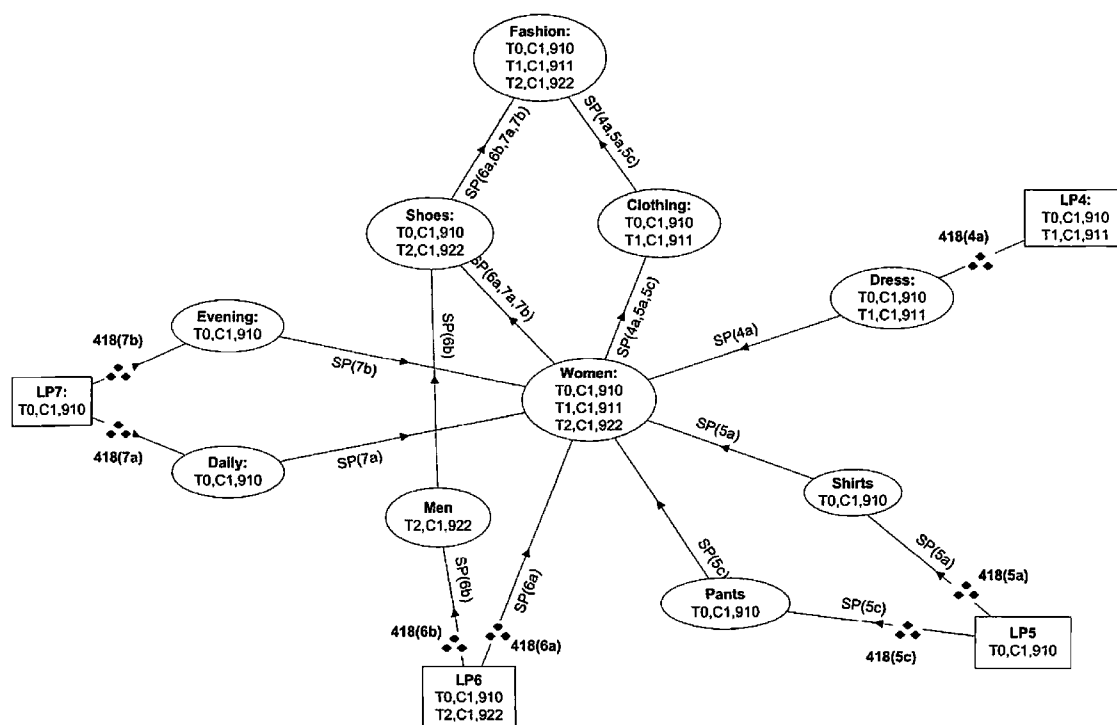 Fashion:
T0,C1,910
T1,C1,911
T2,C1,922
SP(6a,6b,7a,7b)
SP(4a,5a,5c)
Shoes:
T0,C1,910
T2,C1,922
Clothing:
T0,C1,910
T1,C1,911
LP4:
T0,C1,910
T1,C1,911
418(4a)
SP(6a,7a,7b)
SP(4a,5a,5c)
Dress:
T0,C1,910
T1,C1,911
Evening:
T0,C1,910
418(7b)
SP(7b)
SP(6b)
SP(4a)
LP7:
T0,C1,910
Women:
T0,C1,910
T1,C1,911
T2,C1,922
418(7a)
Daily:
T0,C1,910
SP(7a)
SP(5a)
Shirts
T0,C1,910
Men
T2,C1,922
SP(6b)
SP(6a)
SP(5c)
SP(5a)
418(5a)
Pants
T0,C1,910
SP(5c)
418(5c)
LP5
T0,C1,910
418(6b)
418(6a)
LP6
T0,C1,910
T2,C1,922